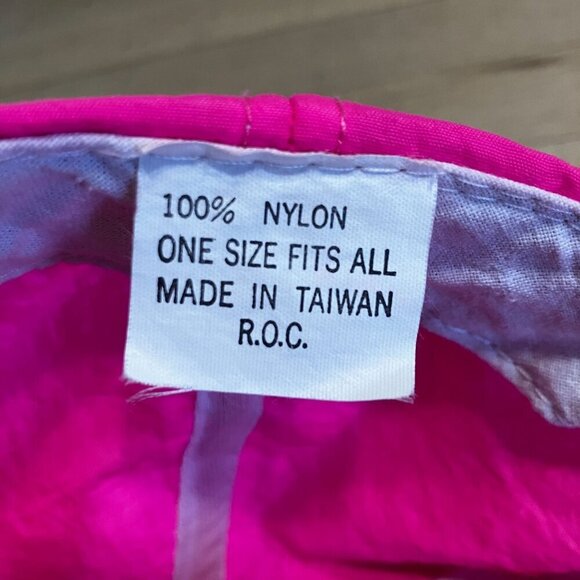 100% NYLON
ONE SIZE FITS ALL
MADE IN TAIWAN
R.O.C.